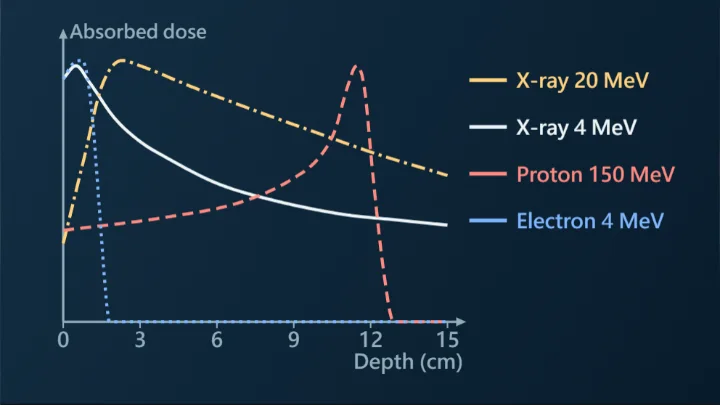 Absorbed dose
X-ray 20 MeV
X-ray 4 MeV
Proton 150 MeV
Electron 4 MeV
0 3 6 9 12 15
Depth (cm)